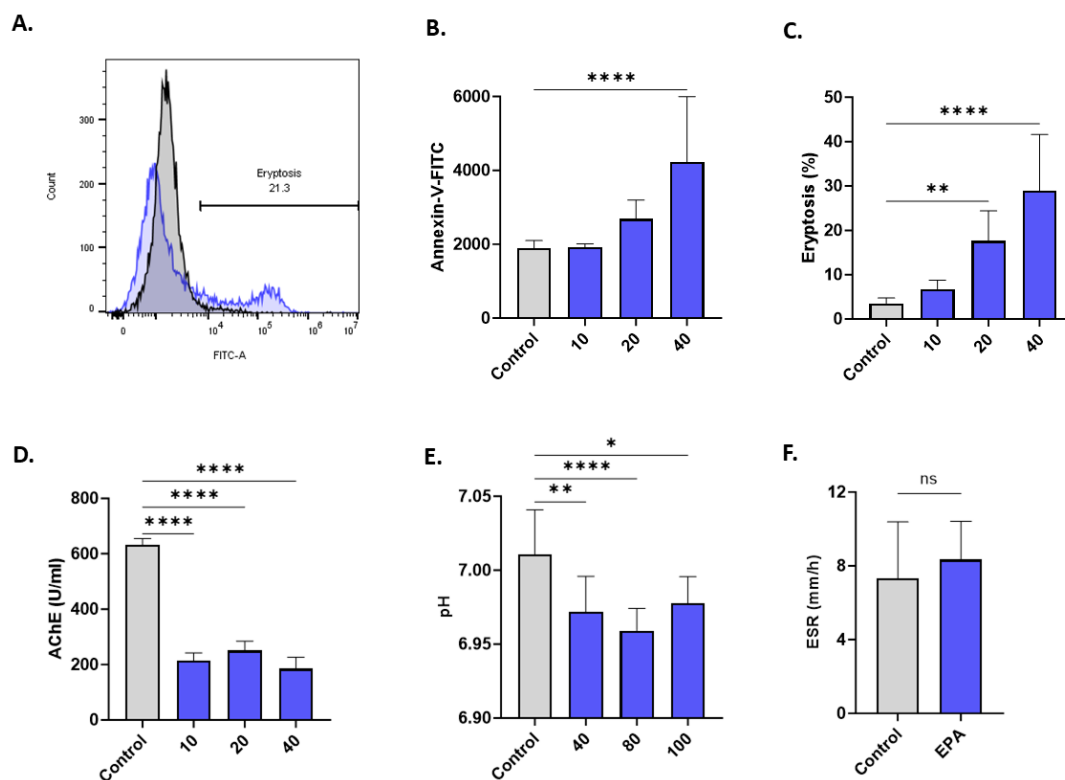 A.
Count
300
200
100
0
Eryptosis
21.3
0
10^4
10^5
10^6
10^7
FITC-A
B.
****
Annexin-V-FITC
6000
4000
2000
0
Control
10
20
40
C.
****
**
Eryptosis (%)
50
40
30
20
10
0
Control
10
20
40
D.
****
****
****
AChE (U/ml)
800
600
400
200
0
Control
10
20
40
E.
*
****
**
pH
7.05
7.00
6.95
6.90
Control
40
80
100
F.
ns
ESR (mm/h)
12
8
4
0
Control
EPA